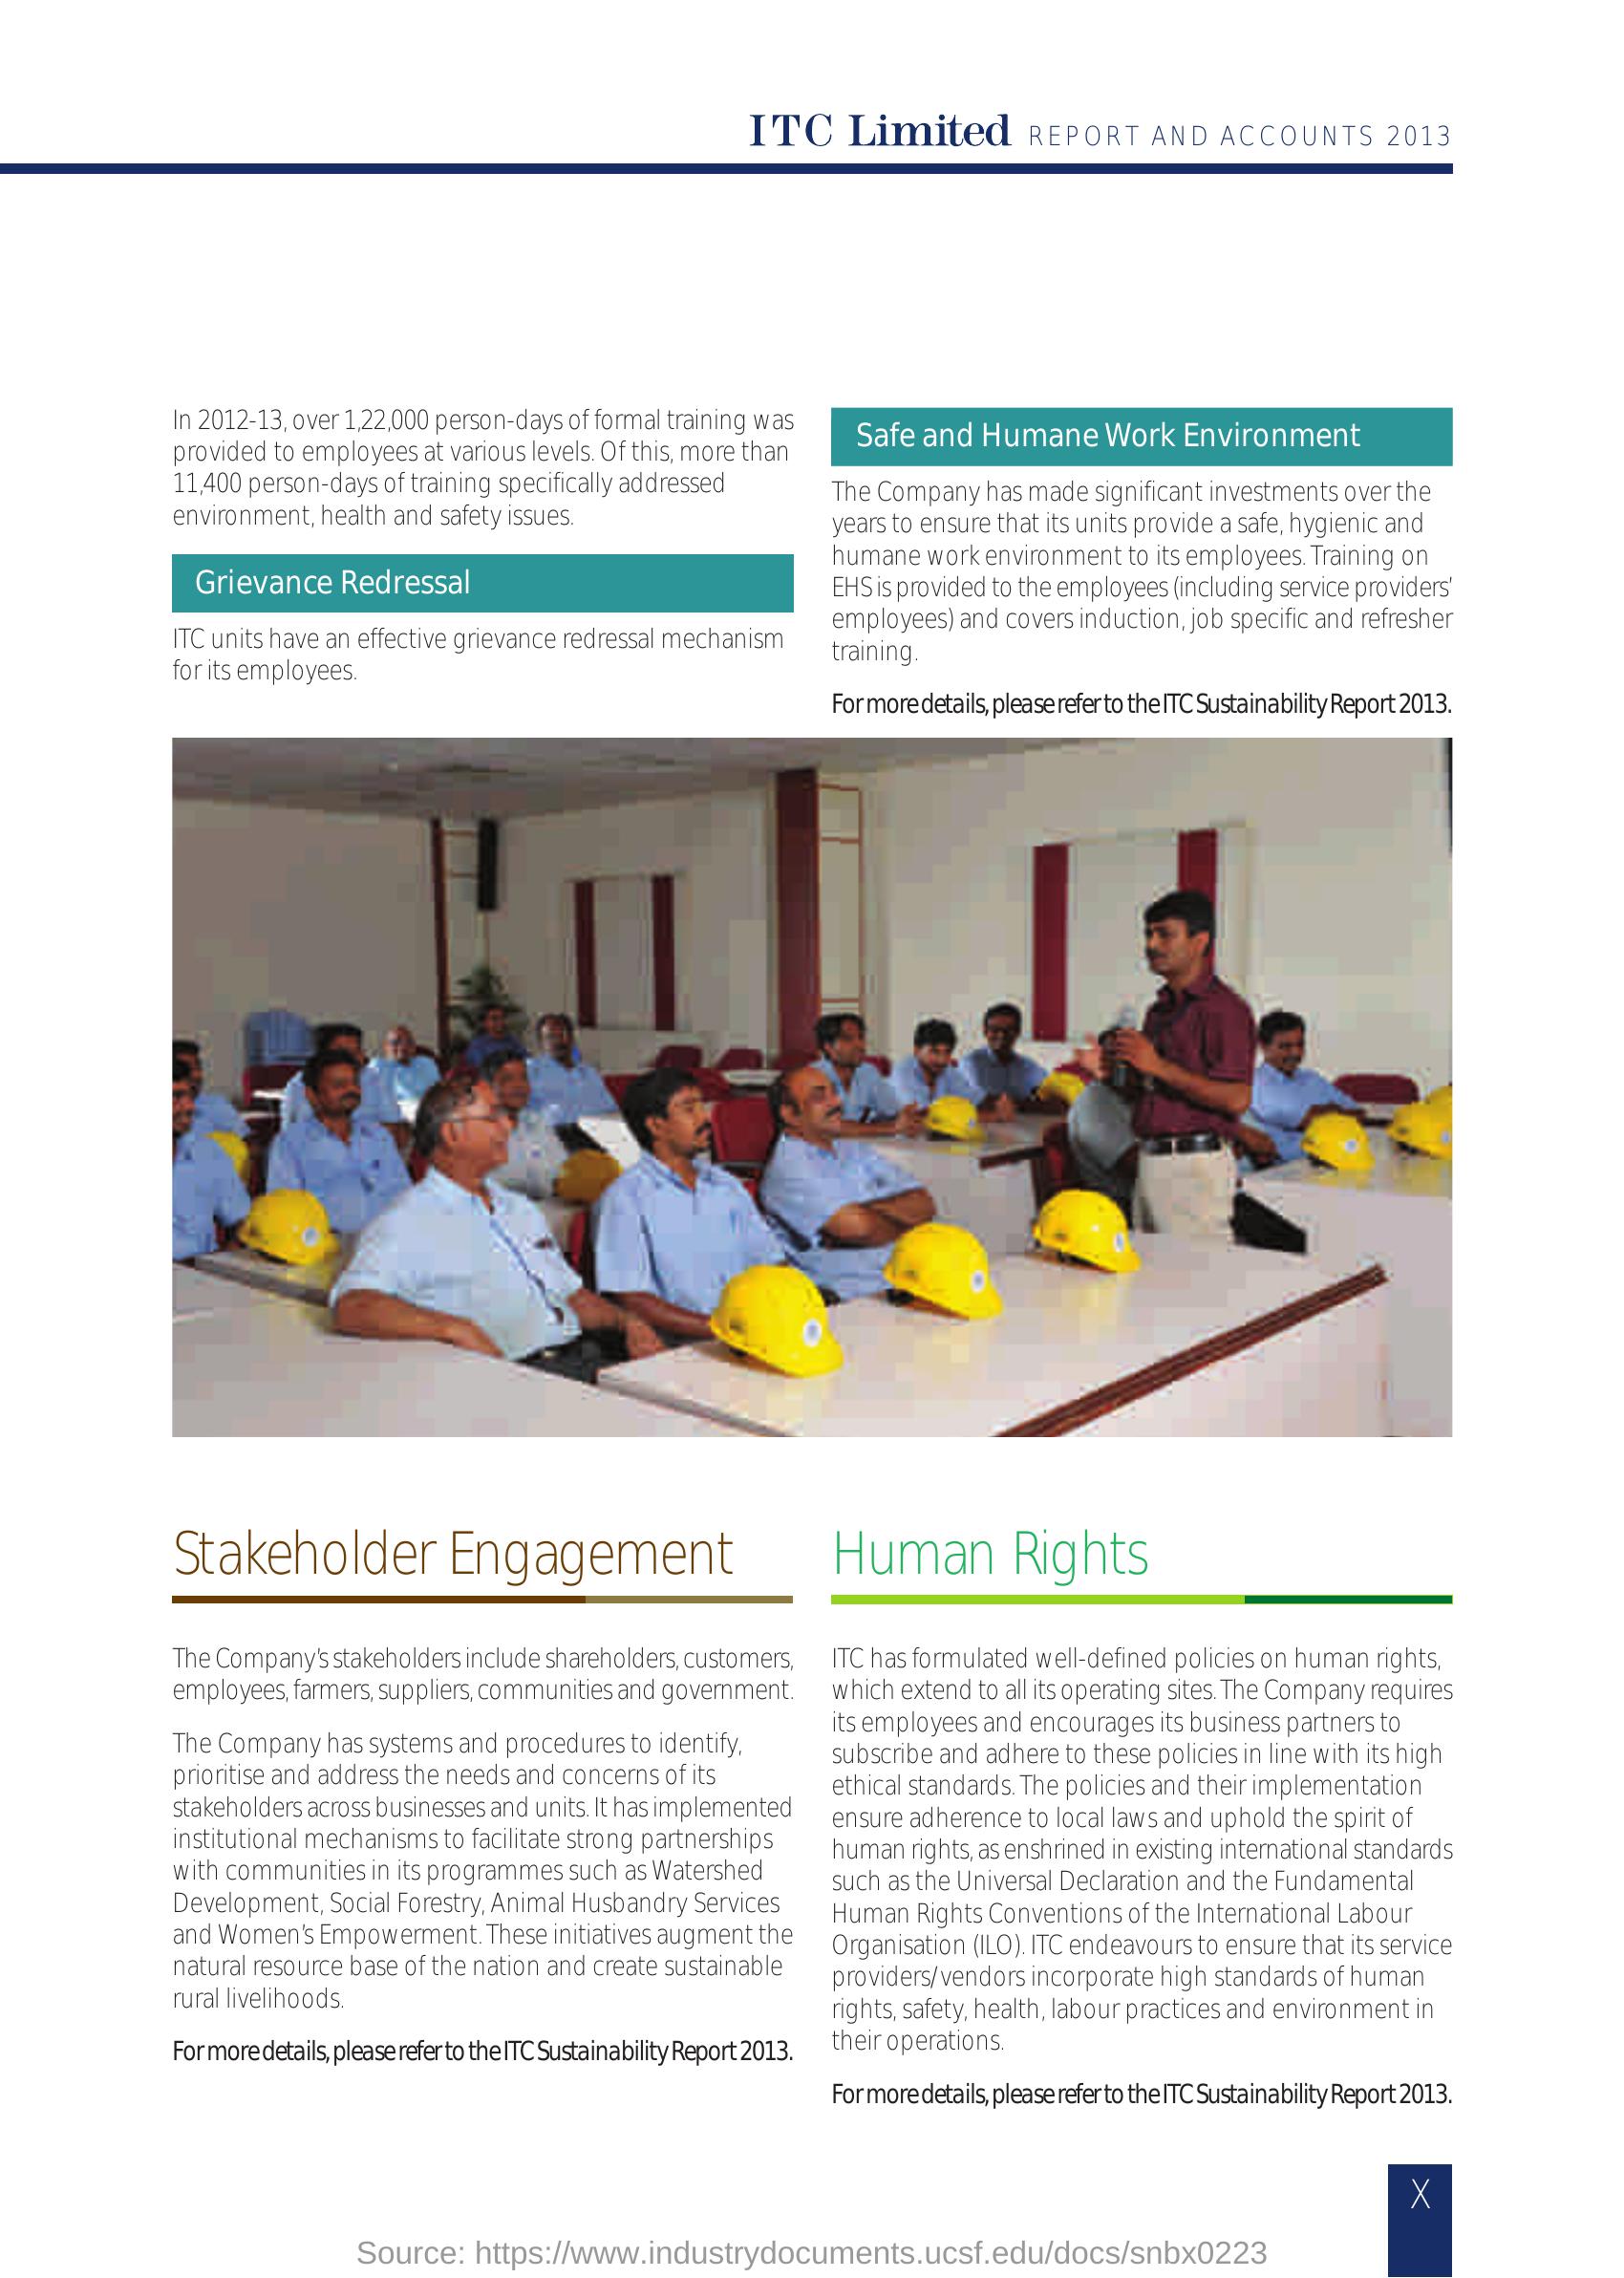 ITC Limited REPORT AND ACCOUNTS 2013
In 2012-13, over 1,22,000 person-days of formal training was
provided to employees at various levels. Of this, more than
11,400 person-days of training specifically addressed
environment, health and safety issues.
Grievance Redressal
ITC units have an effective grievance redressal mechanism
for its employees.
Safe and Humane Work Environment
The Company has made significant investments over the
years to ensure that its units provide a safe, hygienic and
humane work environment to its employees. Training on
EHS is provided to the employees (including service providers'
employees) and covers induction, job specific and refresher
training.
For more details, please refer to the ITC Sustainability Report 2013.
Stakeholder Engagement
The Company's stakeholders include shareholders, customers,
employees, farmers, suppliers, communities and government.
The Company has systems and procedures to identify,
prioritise and address the needs and concerns of its
stakeholders across businesses and units. It has implemented
institutional mechanisms to facilitate strong partnerships
with communities in its programmes such as Watershed
Development, Social Forestry, Animal Husbandry Services
and Women's Empowerment. These initiatives augment the
natural resource base of the nation and create sustainable
rural livelihoods.
For more details, please refer to the ITC Sustainability Report 2013.
Human Rights
ITC has formulated well-defined policies on human rights,
which extend to all its operating sites. The Company requires
its employees and encourages its business partners to
subscribe and adhere to these policies in line with its high
ethical standards. The policies and their implementation
ensure adherence to local laws and uphold the spirit of
human rights, as enshrined in existing international standards
such as the Universal Declaration and the Fundamental
Human Rights Conventions of the International Labour
Organisation (ILO). ITC endeavours to ensure that its service
providers/vendors incorporate high standards of human
rights, safety, health, labour practices and environment in
their operations.
For more details, please refer to the ITC Sustainability Report 2013.
X
Source: https://www.industrydocuments.ucsf.edu/docs/snbx0223